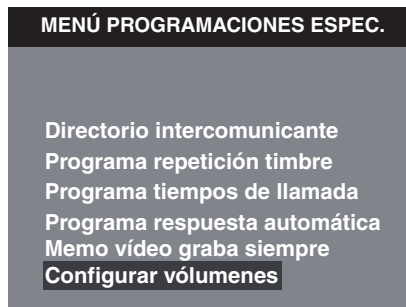 MENÚ PROGRAMACIONES ESPEC.
Directorio intercomunicante
Programa repetición timbre
Programa tiempos de llamada
Programa respuesta automática
Memo vídeo graba siempre
Configurar vólumenes